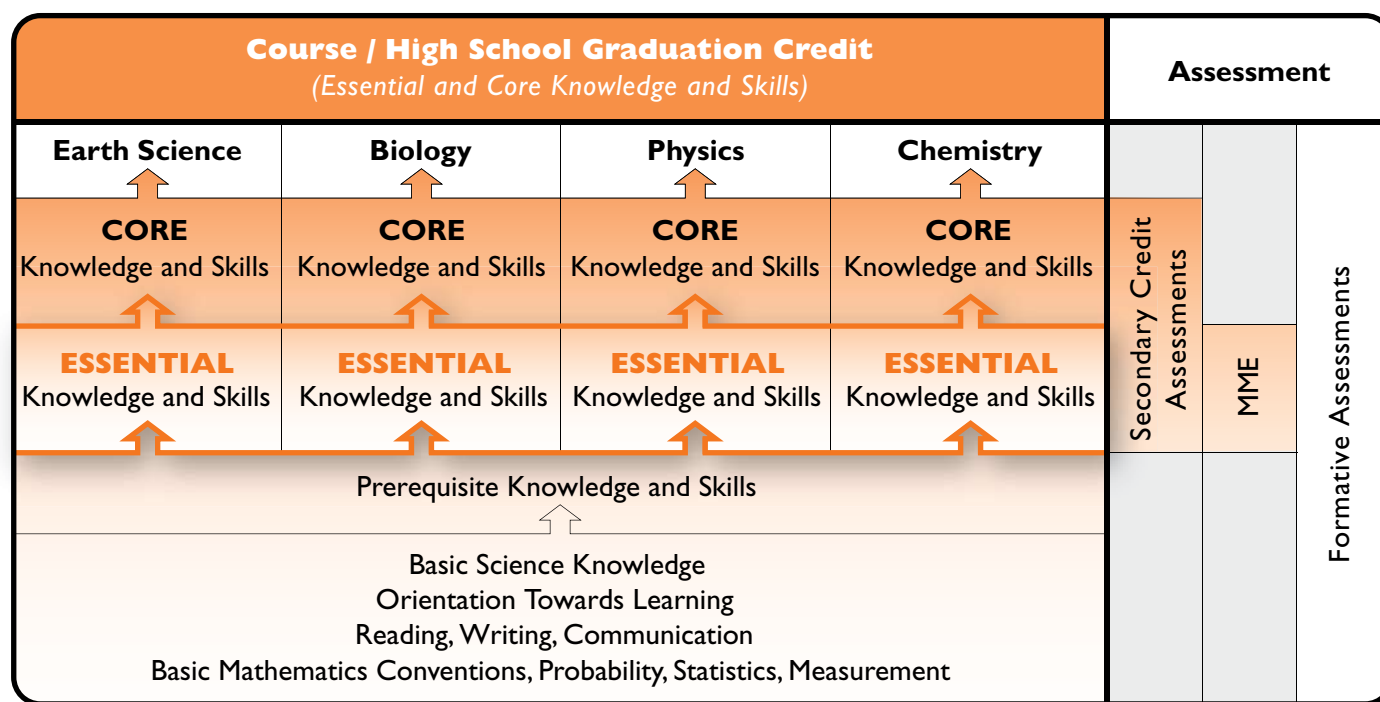 Course / High School Graduation Credit
(Essential and Core Knowledge and Skills)
Assessment
Earth Science
Biology
Physics
Chemistry
CORE
Knowledge and Skills
CORE
Knowledge and Skills
CORE
Knowledge and Skills
CORE
Knowledge and Skills
ESSENTIAL
Knowledge and Skills
ESSENTIAL
Knowledge and Skills
ESSENTIAL
Knowledge and Skills
ESSENTIAL
Knowledge and Skills
Prerequisite Knowledge and Skills
Basic Science Knowledge
Orientation Towards Learning
Reading, Writing, Communication
Basic Mathematics Conventions, Probability, Statistics, Measurement
Secondary Credit
Assessments
MME
Formative Assessments